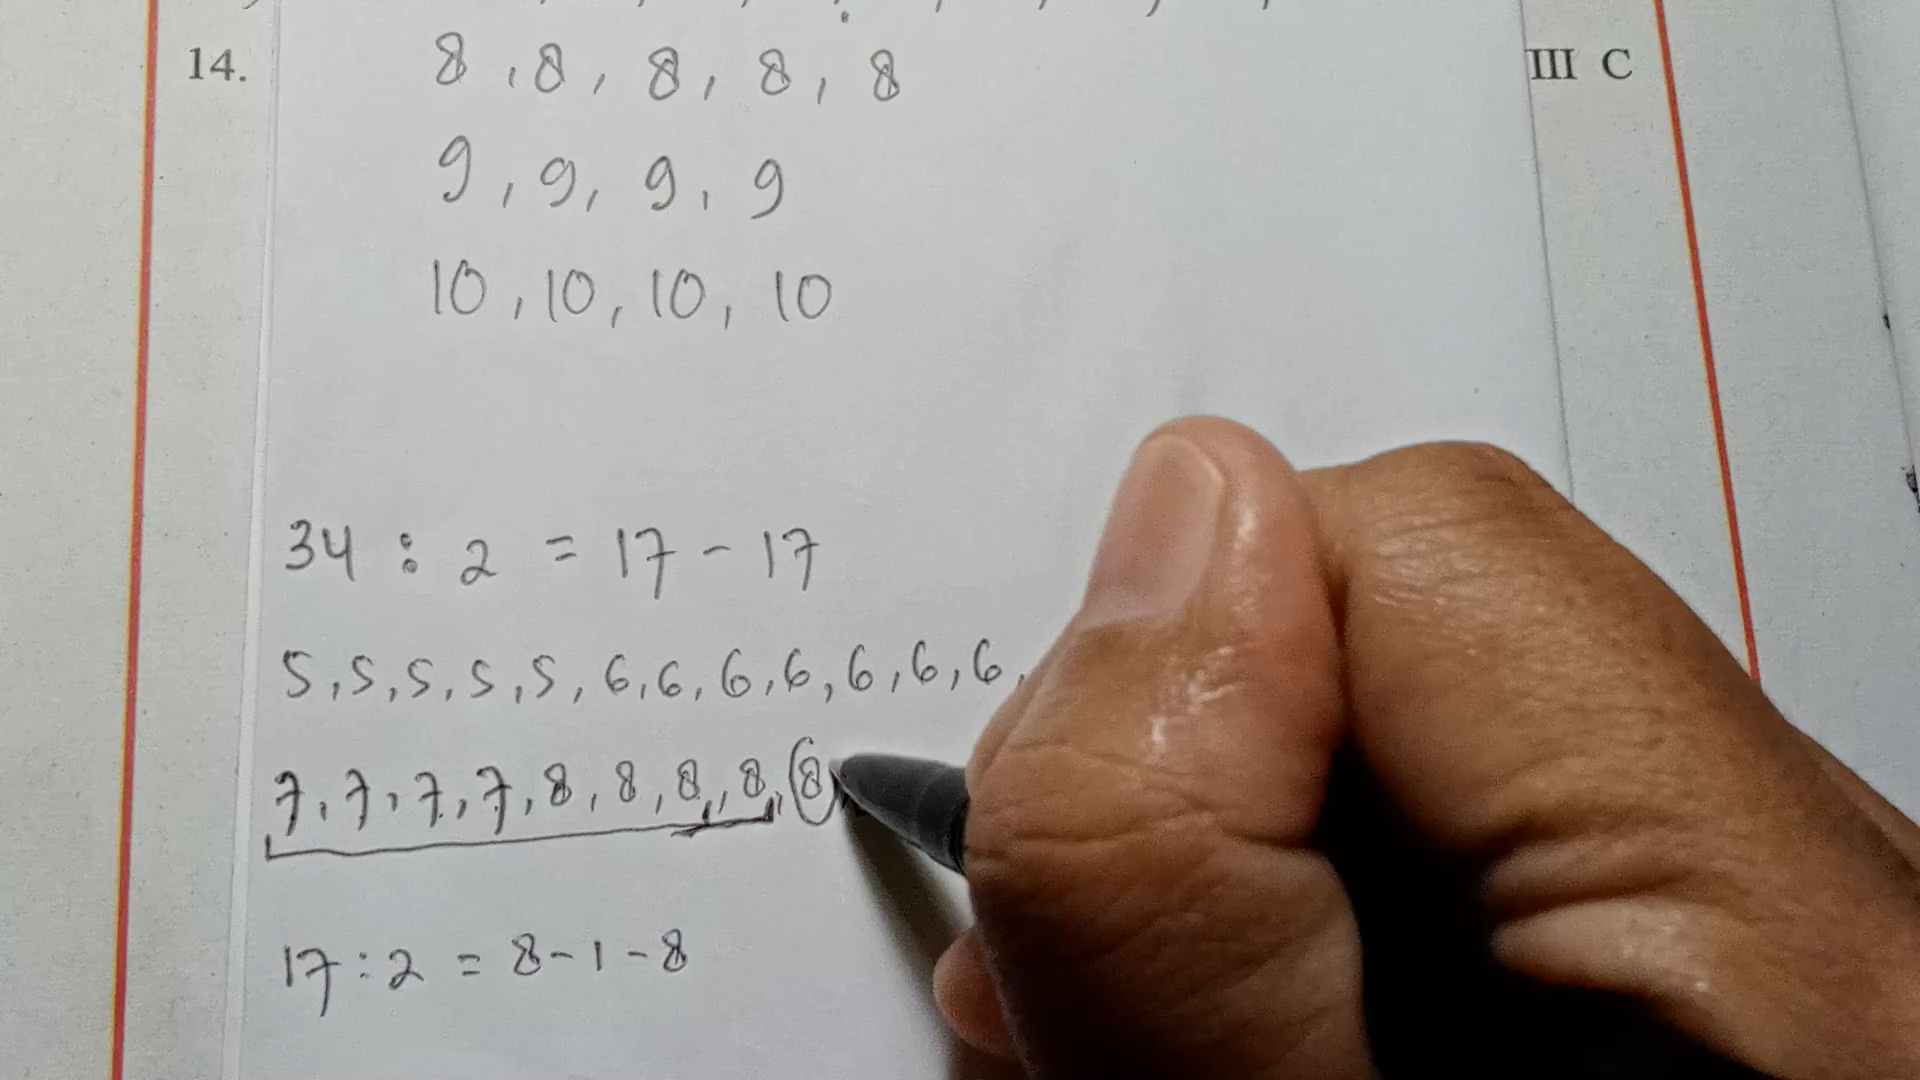 14. 8, 8, 8, 8, 8 III C
9, 9, 9, 9
10, 10, 10, 10
34 : 2 = 17 - 17
5, 5, 5, 5, 5, 6, 6, 6, 6, 6, 6, 6,
7, 7, 7, 7, 8, 8, 8, 8, 8
17 : 2 = 8 - 1 - 8